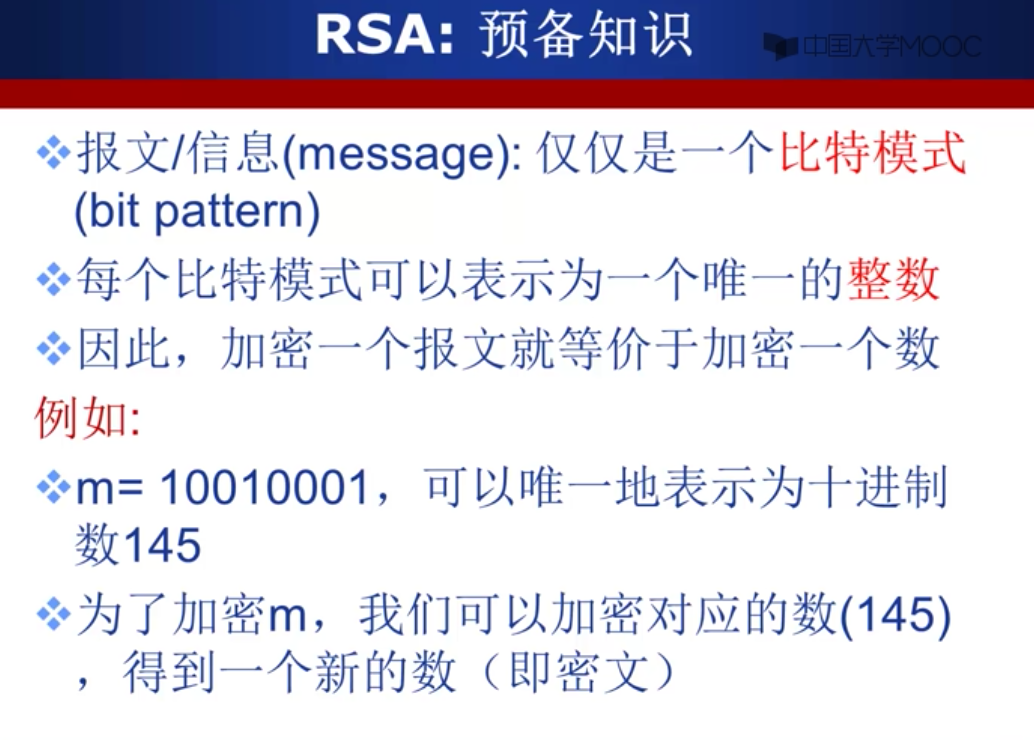 RSA: 预备知识
中国大学MOOC
报文/信息(message): 仅仅是一个比特模式
(bit pattern)
每个比特模式可以表示为一个唯一的整数
因此，加密一个报文就等价于加密一个数
例如:
m= 10010001，可以唯一地表示为十进制
数145
为了加密m，我们可以加密对应的数(145)
，得到一个新的数（即密文）